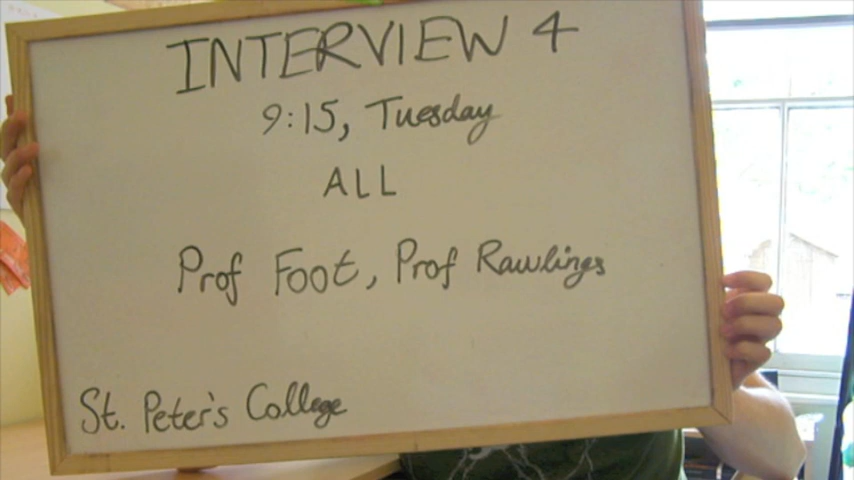 INTERVIEW 4
9:15, Tuesday
ALL
Prof Foot, Prof Rawlings
St. Peter's College